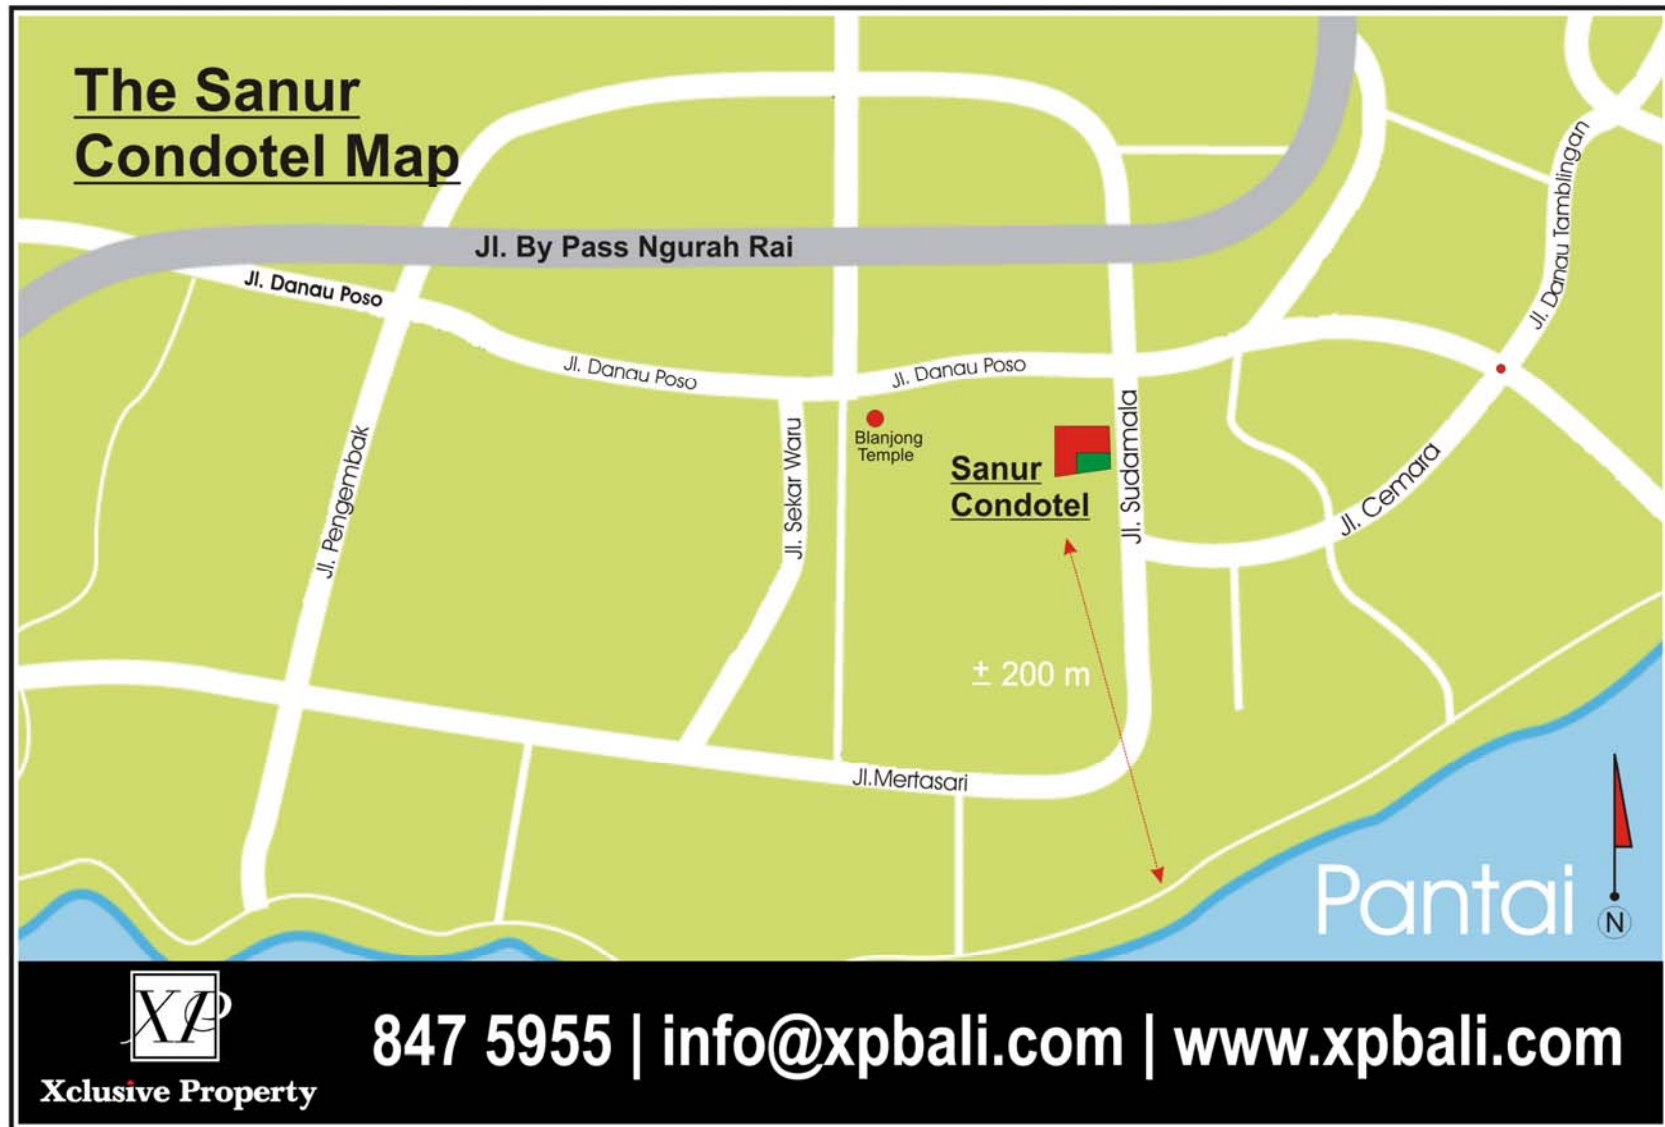 The Sanur
Condotel Map
Jl. By Pass Ngurah Rai
Jl. Danau Poso
Jl. Danau Poso
Jl. Danau Poso
Jl. Danau Tamblingan
Jl. Pengembak
Jl. Sekar Waru
Blanjong
Temple
Sanur
Condotel
Jl. Sudamala
Jl. Cemara
± 200 m
Jl.Mertasari
Pantai
N
XP
Xclusive Property
847 5955 | info@xpbali.com | www.xpbali.com